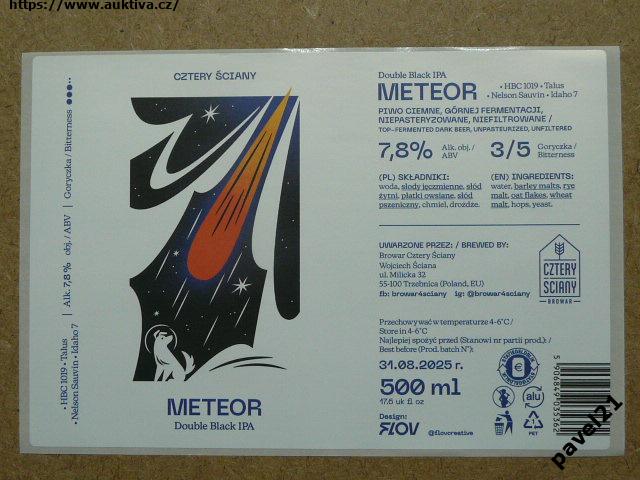 https://www.auktiva.cz/
CZTERY ŚCIANY
METEOR
Double Black IPA
• HBC 1019 • Talus
• Nelson Sauvin • Idaho 7
Alk. 7,8% obj. / ABV
Goryczka / Bitterness
Double Black IPA
METEOR
• HBC 1019 • Talus
• Nelson Sauvin • Idaho 7
PIWO CIEMNE, GÓRNEJ FERMENTACJI,
NIEPASTERYZOWANE, NIEFILTROWANE /
TOP-FERMENTED DARK BEER, UNPASTEURIZED, UNFILTERED
7,8% Alk. obj. / ABV
3/5 Goryczka / Bitterness
(PL) SKŁADNIKI:
woda, słody jęczmienne, słód
żytni, płatki owsiane, słód
pszeniczny, chmiel, drożdże.
(EN) INGREDIENTS:
water, barley malts, rye
malt, oat flakes, wheat
malt, hops, yeast.
UWARZONE PRZEZ: / BREWED BY:
Browar Cztery Ściany
Wojciech Ściana
ul. Milicka 32
55-100 Trzebnica (Poland, EU)
fb: browar4sciany ig: @browar4sciany
CZTERY
ŚCIANY
BROWAR
Przechowywać w temperaturze 4-6°C /
Store in 4-6°C
Najlepiej spożyć przed (Stanowi nr partii prod.): /
Best before (Prod. batch N°):
31.08.2025 r.
500 ml
17.6 uk fl oz
Design:
FLOV
@flovcreative
alu
PET
5906849035362
pavel21